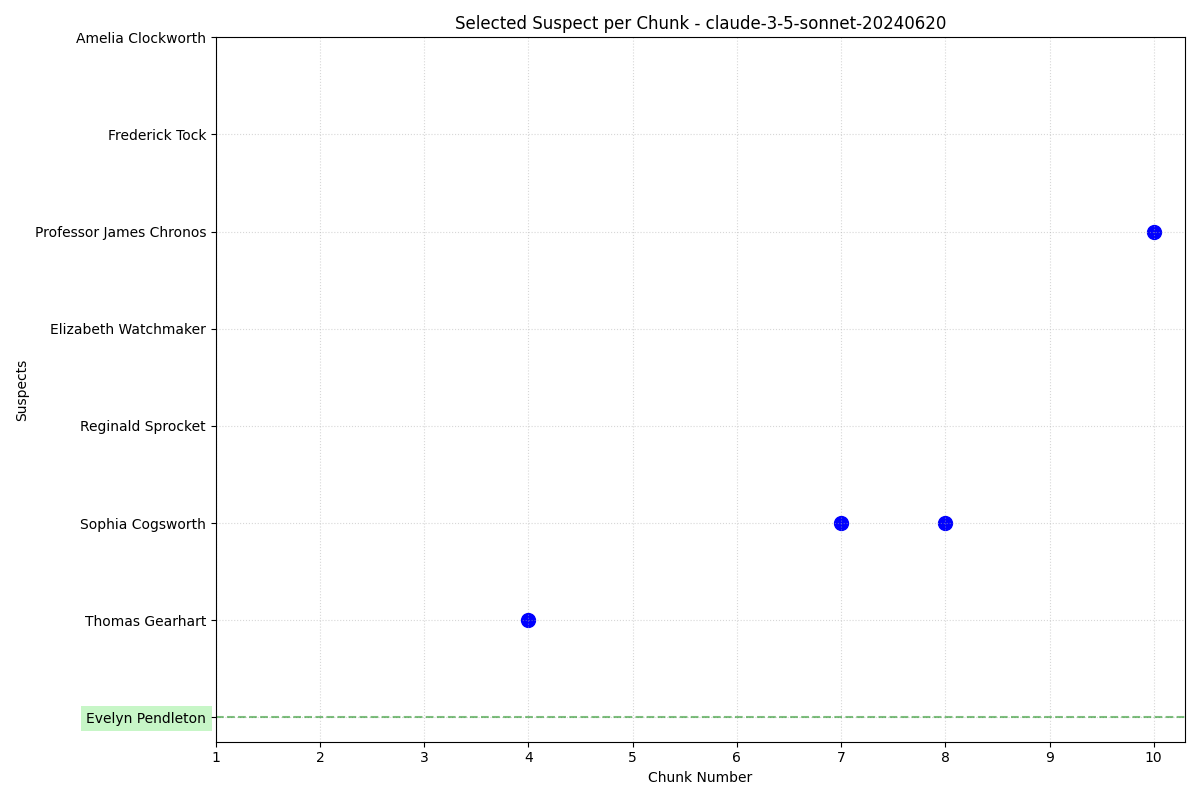 Selected Suspect per Chunk - claude-3-5-sonnet-20240620
Amelia Clockworth
Frederick Tock
Professor James Chronos
Elizabeth Watchmaker
Reginald Sprocket
Sophia Cogsworth
Thomas Gearhart
Evelyn Pendleton
Suspects
1 2 3 4 5 6 7 8 9 10
Chunk Number